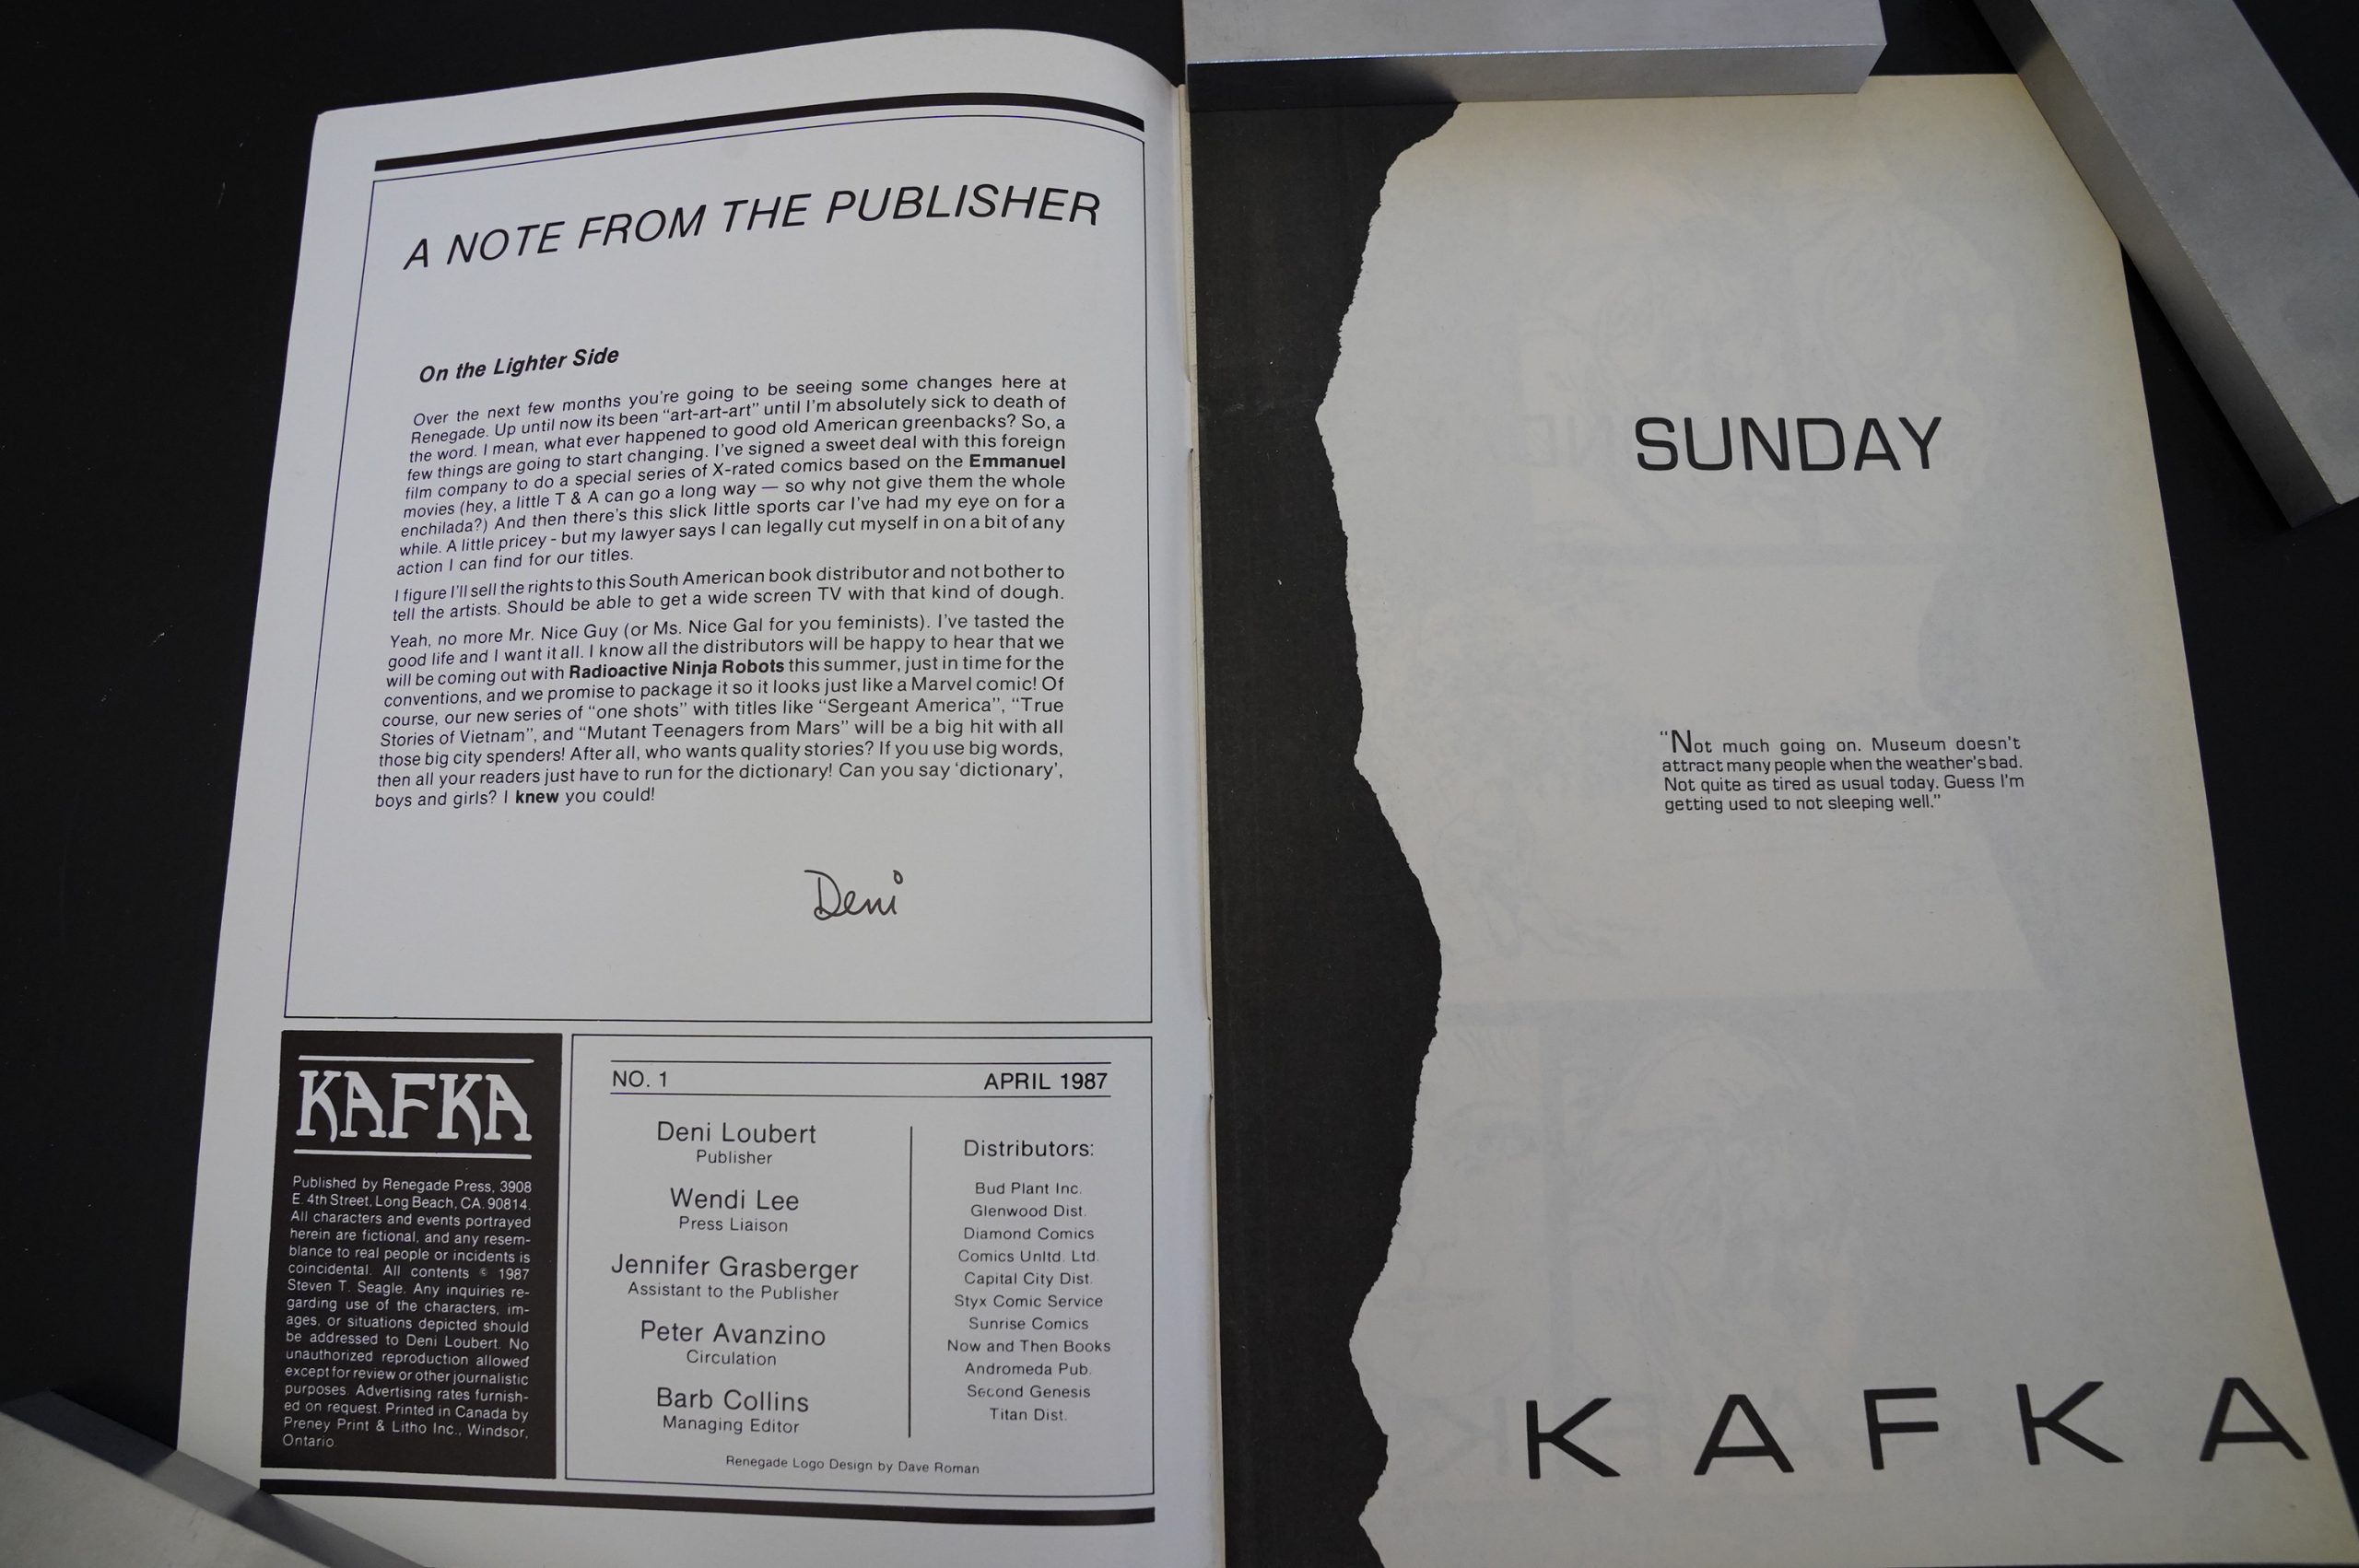 A NOTE FROM THE PUBLISHER
On the Lighter Side
Over the next few months you're going to be seeing some changes here at
Renegade. Up until now its been "art-art-art" until I'm absolutely sick to death of
the word. I mean, what ever happened to good old American greenbacks? So, a
few things are going to start changing. I've signed a sweet deal with this foreign
film company to do a special series of X-rated comics based on the Emmanuel
movies (hey, a little T & A can go a long way — so why not give them the whole
enchilada?) And then there's this slick little sports car I've had my eye on for a
while. A little pricey - but my lawyer says I can legally cut myself in on a bit of any
action I can find for our titles.
I figure I'll sell the rights to this South American book distributor and not bother to
tell the artists. Should be able to get a wide screen TV with that kind of dough.
Yeah, no more Mr. Nice Guy (or Ms. Nice Gal for you feminists). I've tasted the
good life and I want it all. I know all the distributors will be happy to hear that we
will be coming out with Radioactive Ninja Robots this summer, just in time for the
conventions, and we promise to package it so it looks just like a Marvel comic! Of
course, our new series of "one shots" with titles like "Sergeant America", "True
Stories of Vietnam", and "Mutant Teenagers from Mars" will be a big hit with all
those big city spenders! After all, who wants quality stories? If you use big words,
then all your readers just have to run for the dictionary! Can you say 'dictionary',
boys and girls? I knew you could!
Deni
KAFKA
Published by Renegade Press, 3908
E. 4th Street, Long Beach, CA. 90814.
All characters and events portrayed
herein are fictional, and any resem-
blance to real people or incidents is
coincidental. All contents © 1987
Steven T. Seagle. Any inquiries re-
garding use of the characters, im-
ages, or situations depicted should
be addressed to Deni Loubert. No
unauthorized reproduction allowed
except for review or other journalistic
purposes. Advertising rates furnish-
ed on request. Printed in Canada by
Preney Print & Litho Inc., Windsor,
Ontario.
NO. 1 APRIL 1987
Deni Loubert
Publisher
Wendi Lee
Press Liaison
Jennifer Grasberger
Assistant to the Publisher
Peter Avanzino
Circulation
Barb Collins
Managing Editor
Distributors:
Bud Plant Inc.
Glenwood Dist.
Diamond Comics
Comics Unltd. Ltd.
Capital City Dist.
Styx Comic Service
Sunrise Comics
Now and Then Books
Andromeda Pub.
Second Genesis
Titan Dist.
Renegade Logo Design by Dave Roman
SUNDAY
"Not much going on. Museum doesn't
attract many people when the weather's bad.
Not quite as tired as usual today. Guess I'm
getting used to not sleeping well."
KAFKA